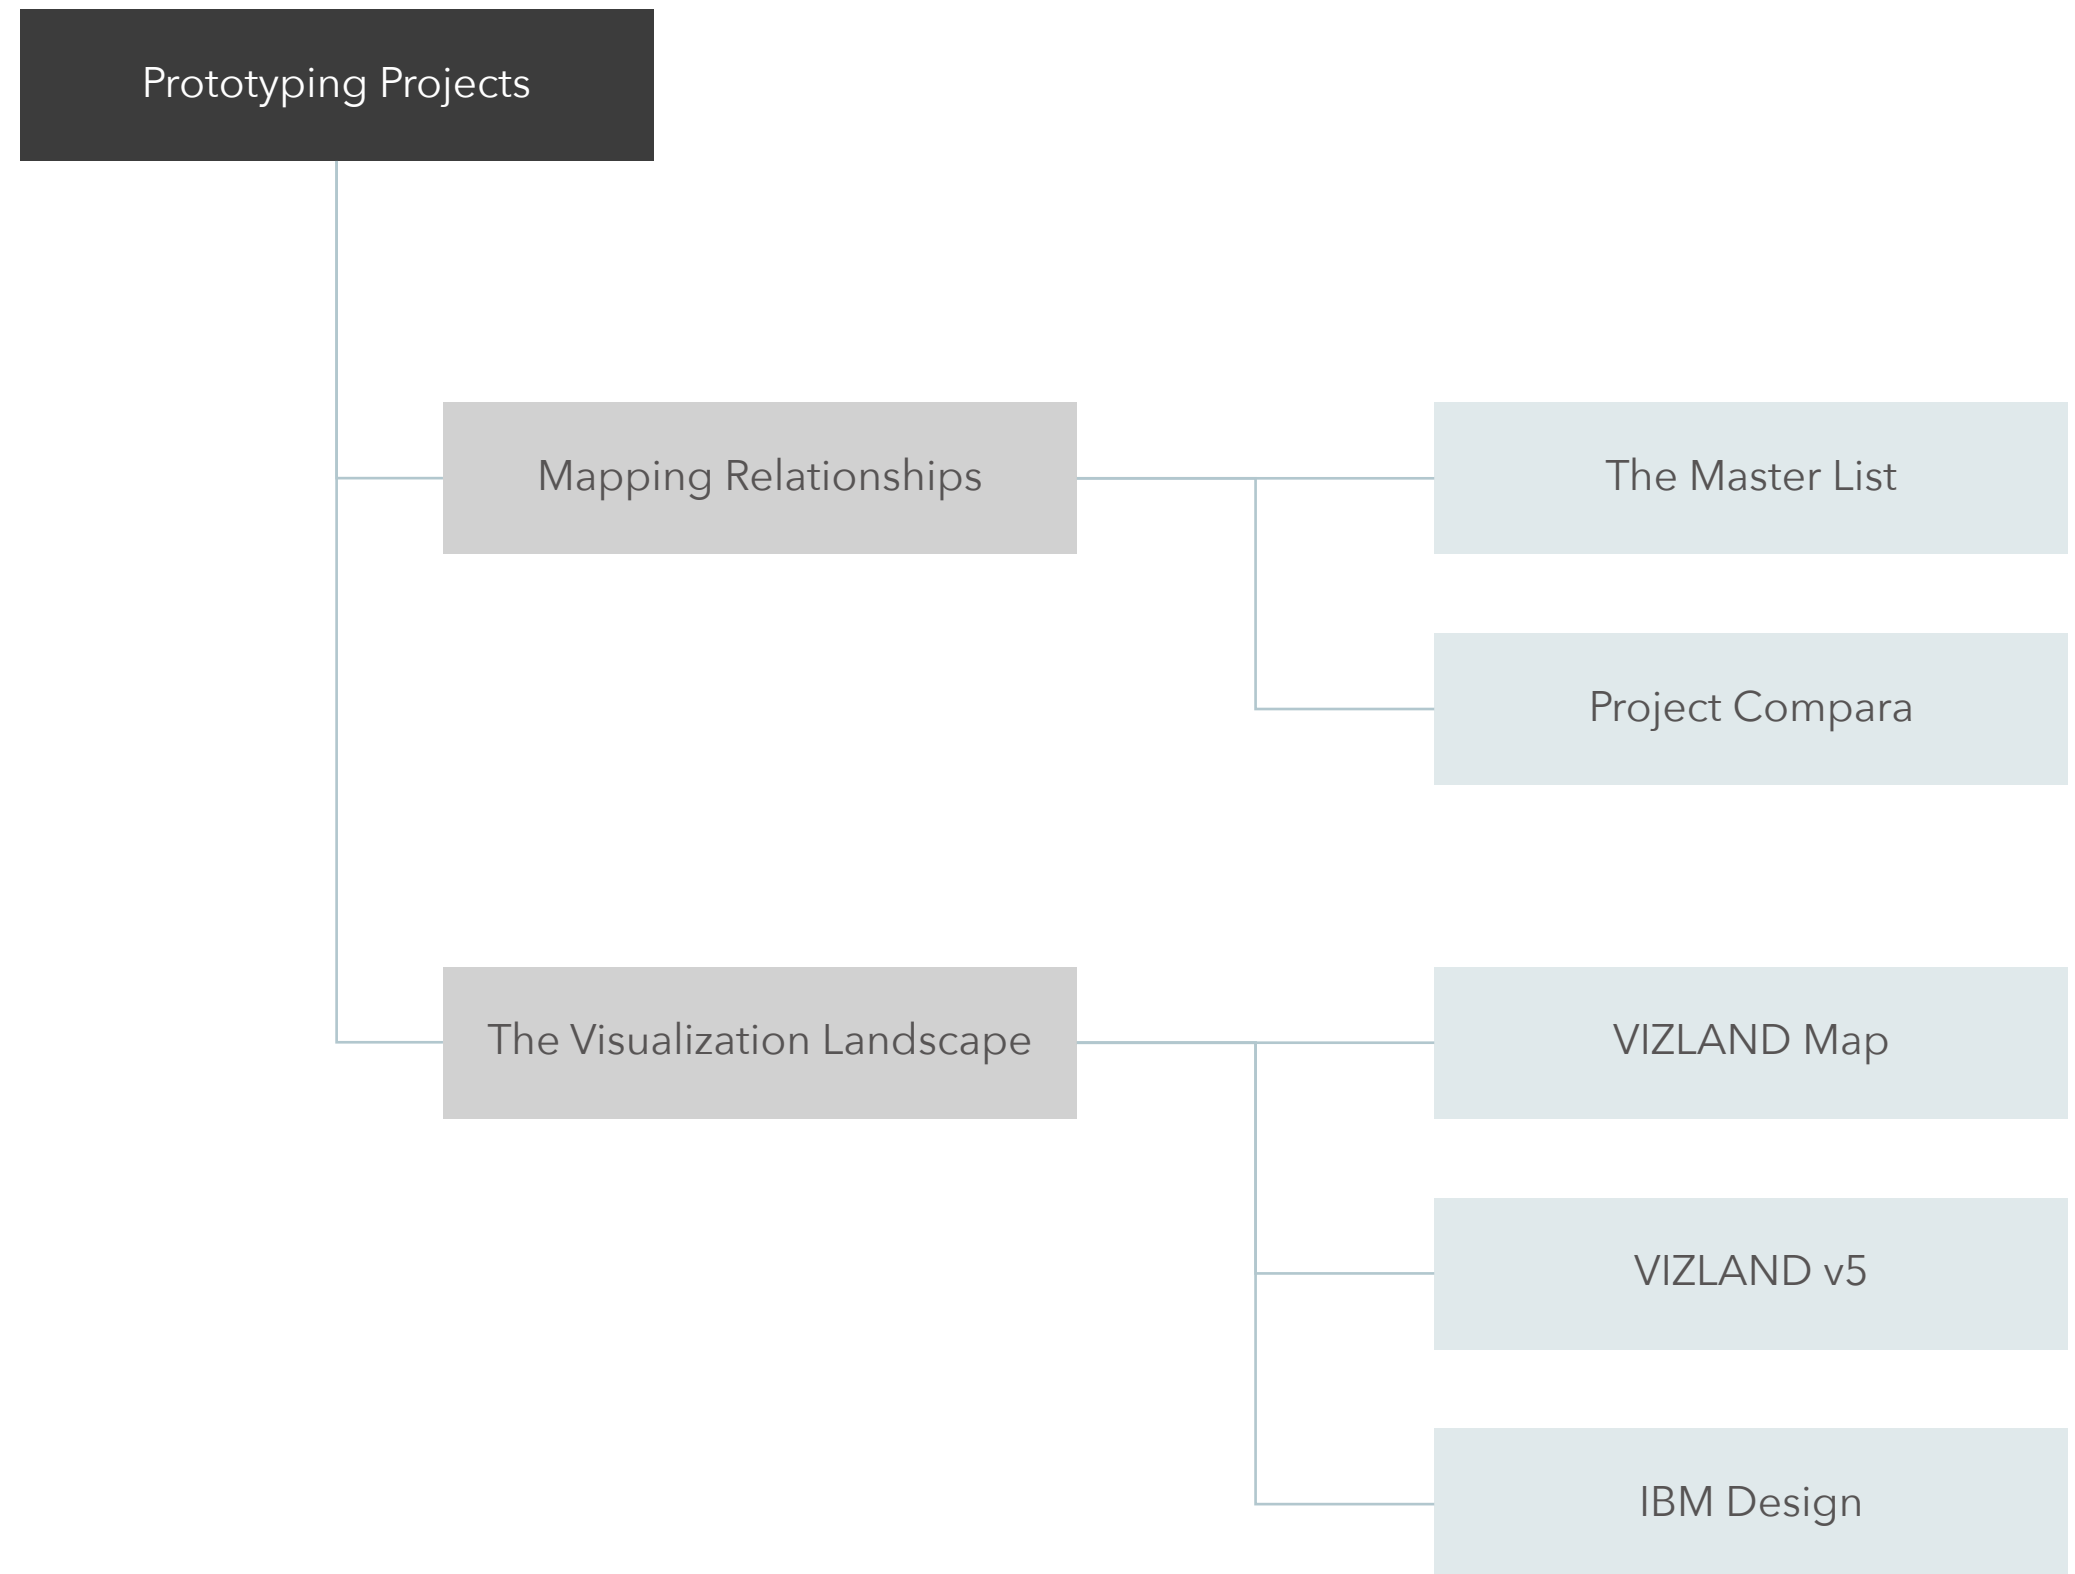 Prototyping Projects
Mapping Relationships
The Master List
Project Compara
The Visualization Landscape
VIZLAND Map
VIZLAND v5
IBM Design